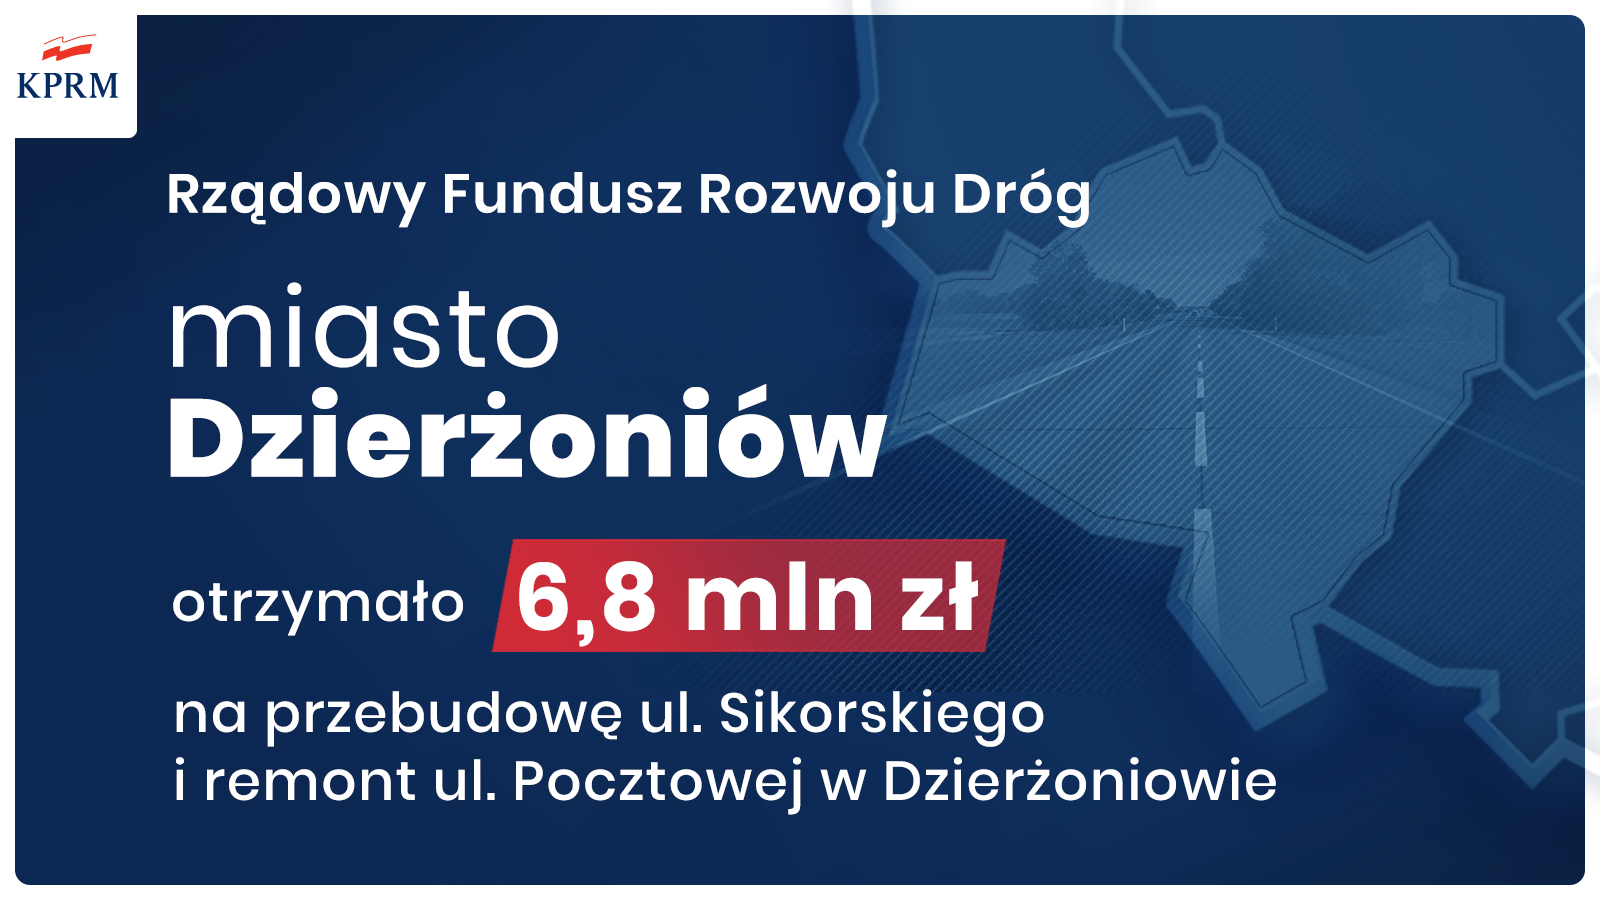 KPRM
Rządowy Fundusz Rozwoju Dróg
miasto
Dzierżoniów
otrzymało 6,8 mln zł
na przebudowę ul. Sikorskiego
i remont ul. Pocztowej w Dzierżoniowie